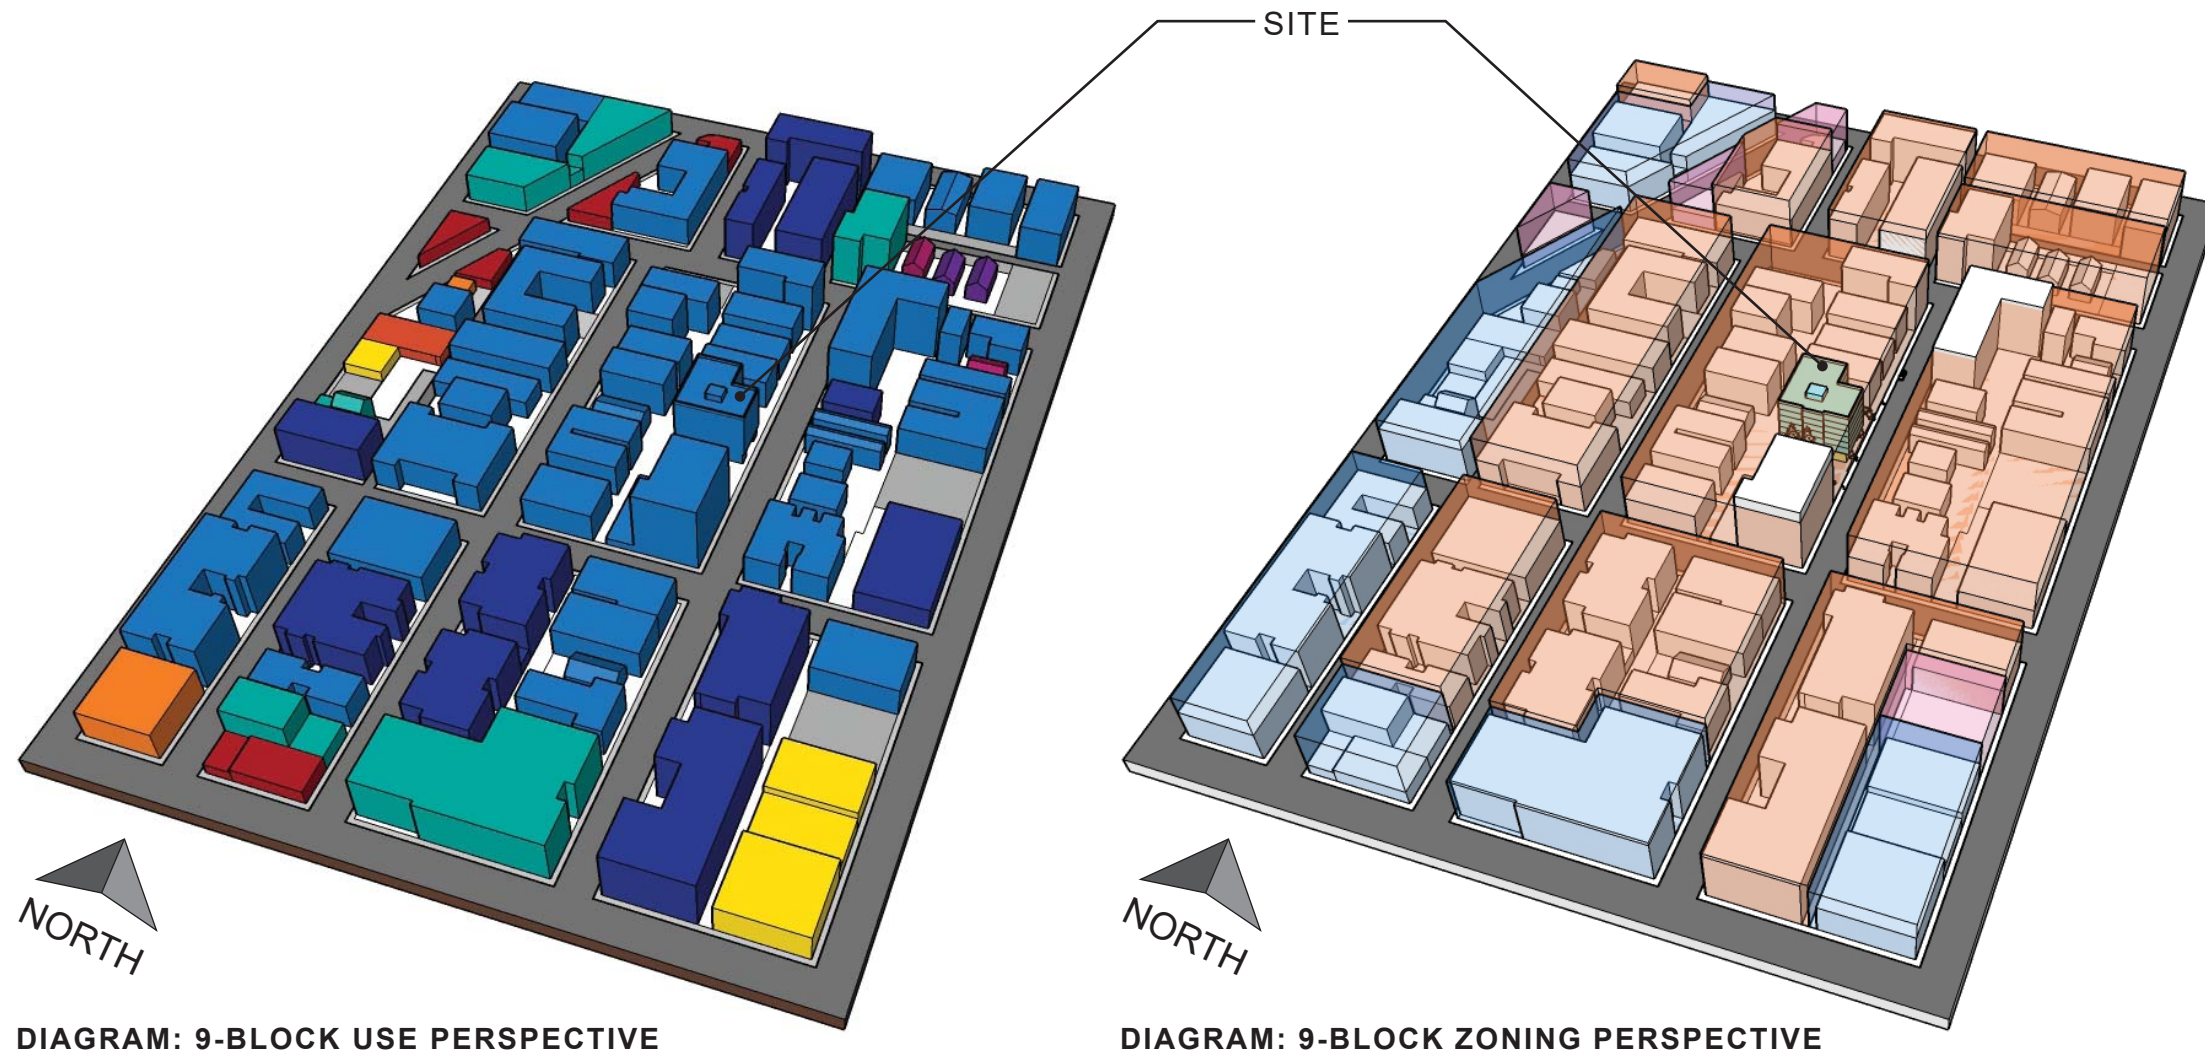 SITE
NORTH
NORTH
DIAGRAM: 9-BLOCK USE PERSPECTIVE
DIAGRAM: 9-BLOCK ZONING PERSPECTIVE